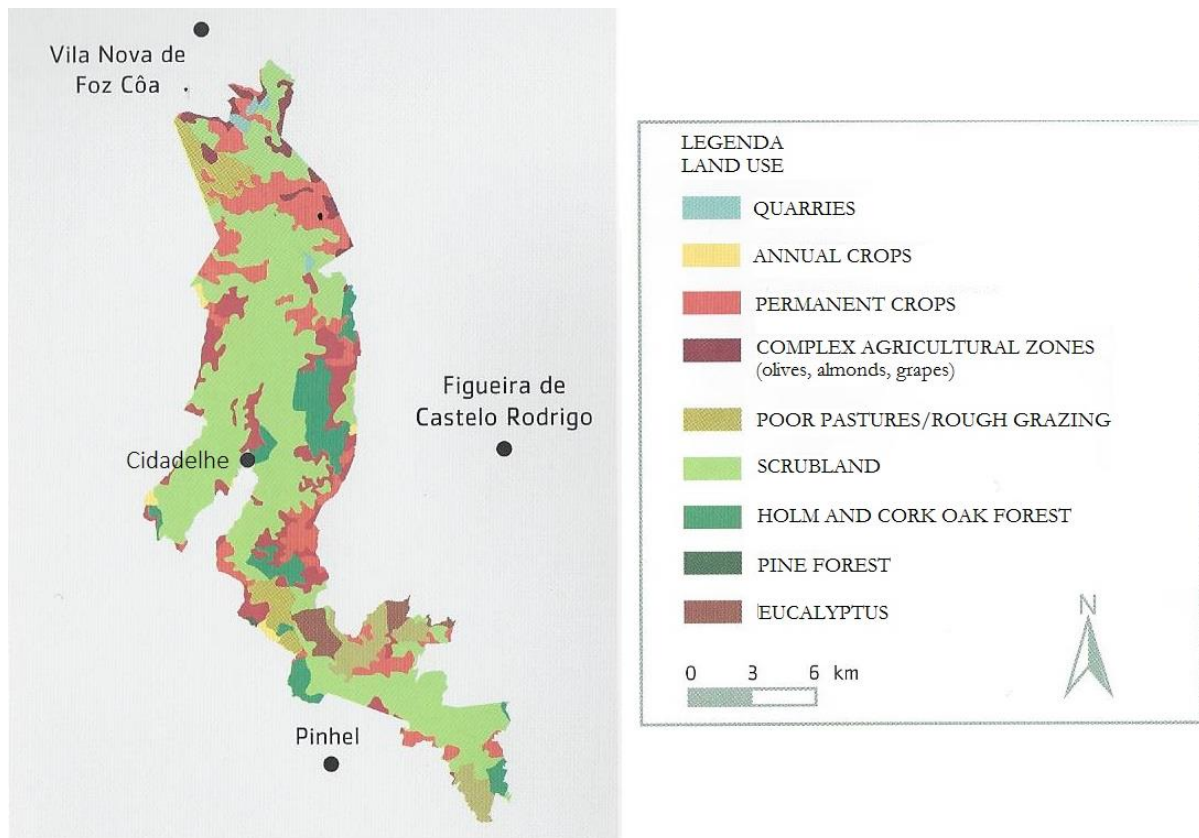 Vila Nova de
Foz Côa
Figueira de
Castelo Rodrigo
Cidadelhe
Pinhel
LEGENDA
LAND USE
QUARRIES
ANNUAL CROPS
PERMANENT CROPS
COMPLEX AGRICULTURAL ZONES
(olives, almonds, grapes)
POOR PASTURES/ROUGH GRAZING
SCRUBLAND
HOLM AND CORK OAK FOREST
PINE FOREST
EUCALYPTUS
N
0 3 6 km